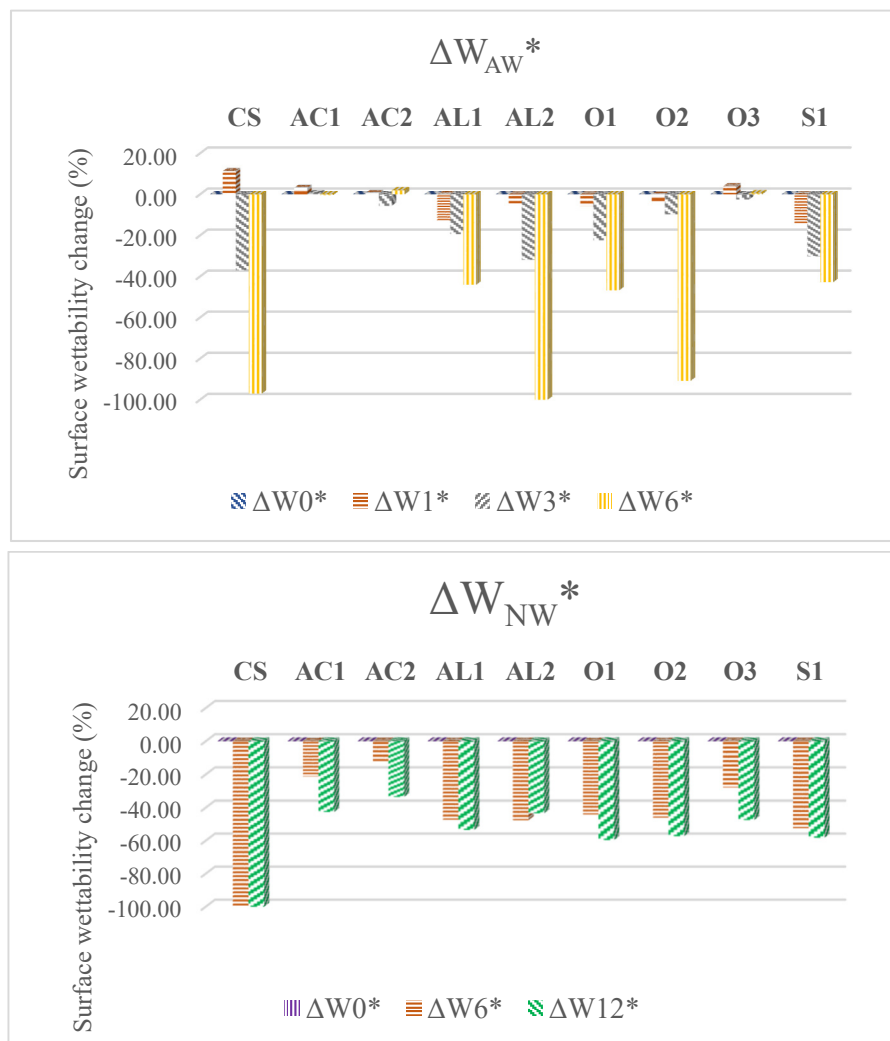 ΔW_AW*
CS AC1 AC2 AL1 AL2 O1 O2 O3 S1
Surface wettability change (%)
20.00
0.00
-20.00
-40.00
-60.00
-80.00
-100.00
ΔW0* ΔW1* ΔW3* ΔW6*
ΔW_NW*
CS AC1 AC2 AL1 AL2 O1 O2 O3 S1
Surface wettability change (%)
20.00
0.00
-20.00
-40.00
-60.00
-80.00
-100.00
ΔW0* ΔW6* ΔW12*